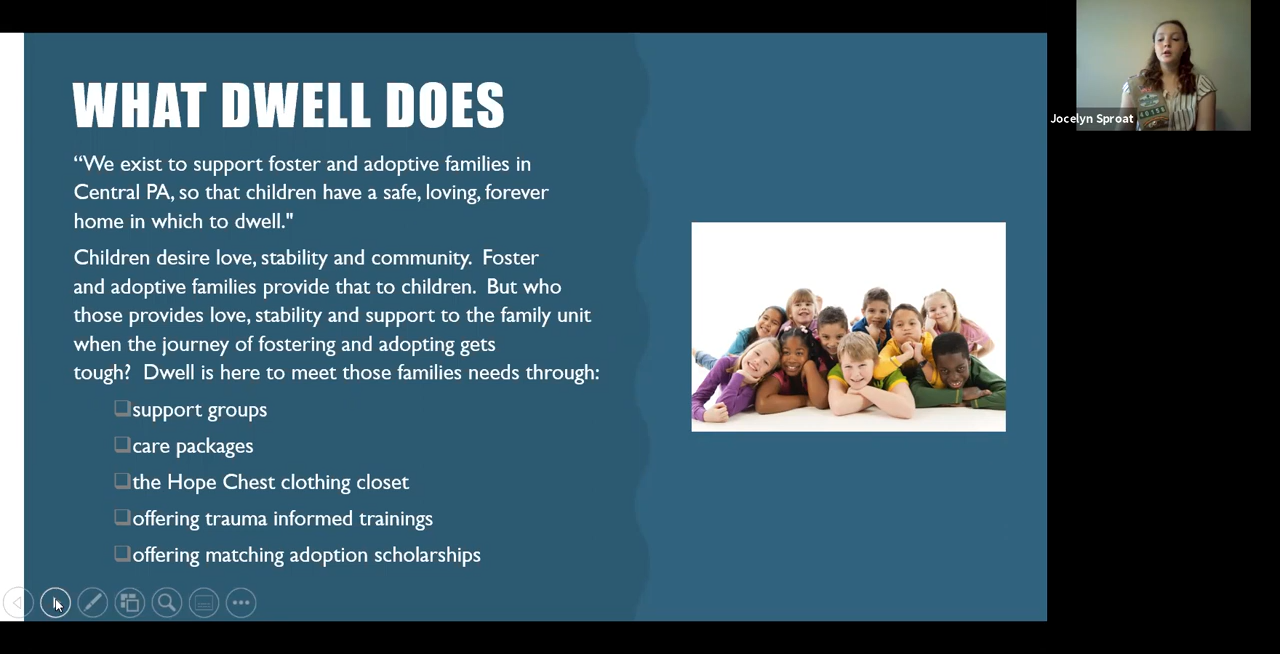 WHAT DWELL DOES
“We exist to support foster and adoptive families in
Central PA, so that children have a safe, loving, forever
home in which to dwell."
Children desire love, stability and community.  Foster
and adoptive families provide that to children.  But who
those provides love, stability and support to the family unit
when the journey of fostering and adopting gets
tough?  Dwell is here to meet those families needs through:
support groups
care packages
the Hope Chest clothing closet
offering trauma informed trainings
offering matching adoption scholarships
Jocelyn Sproat